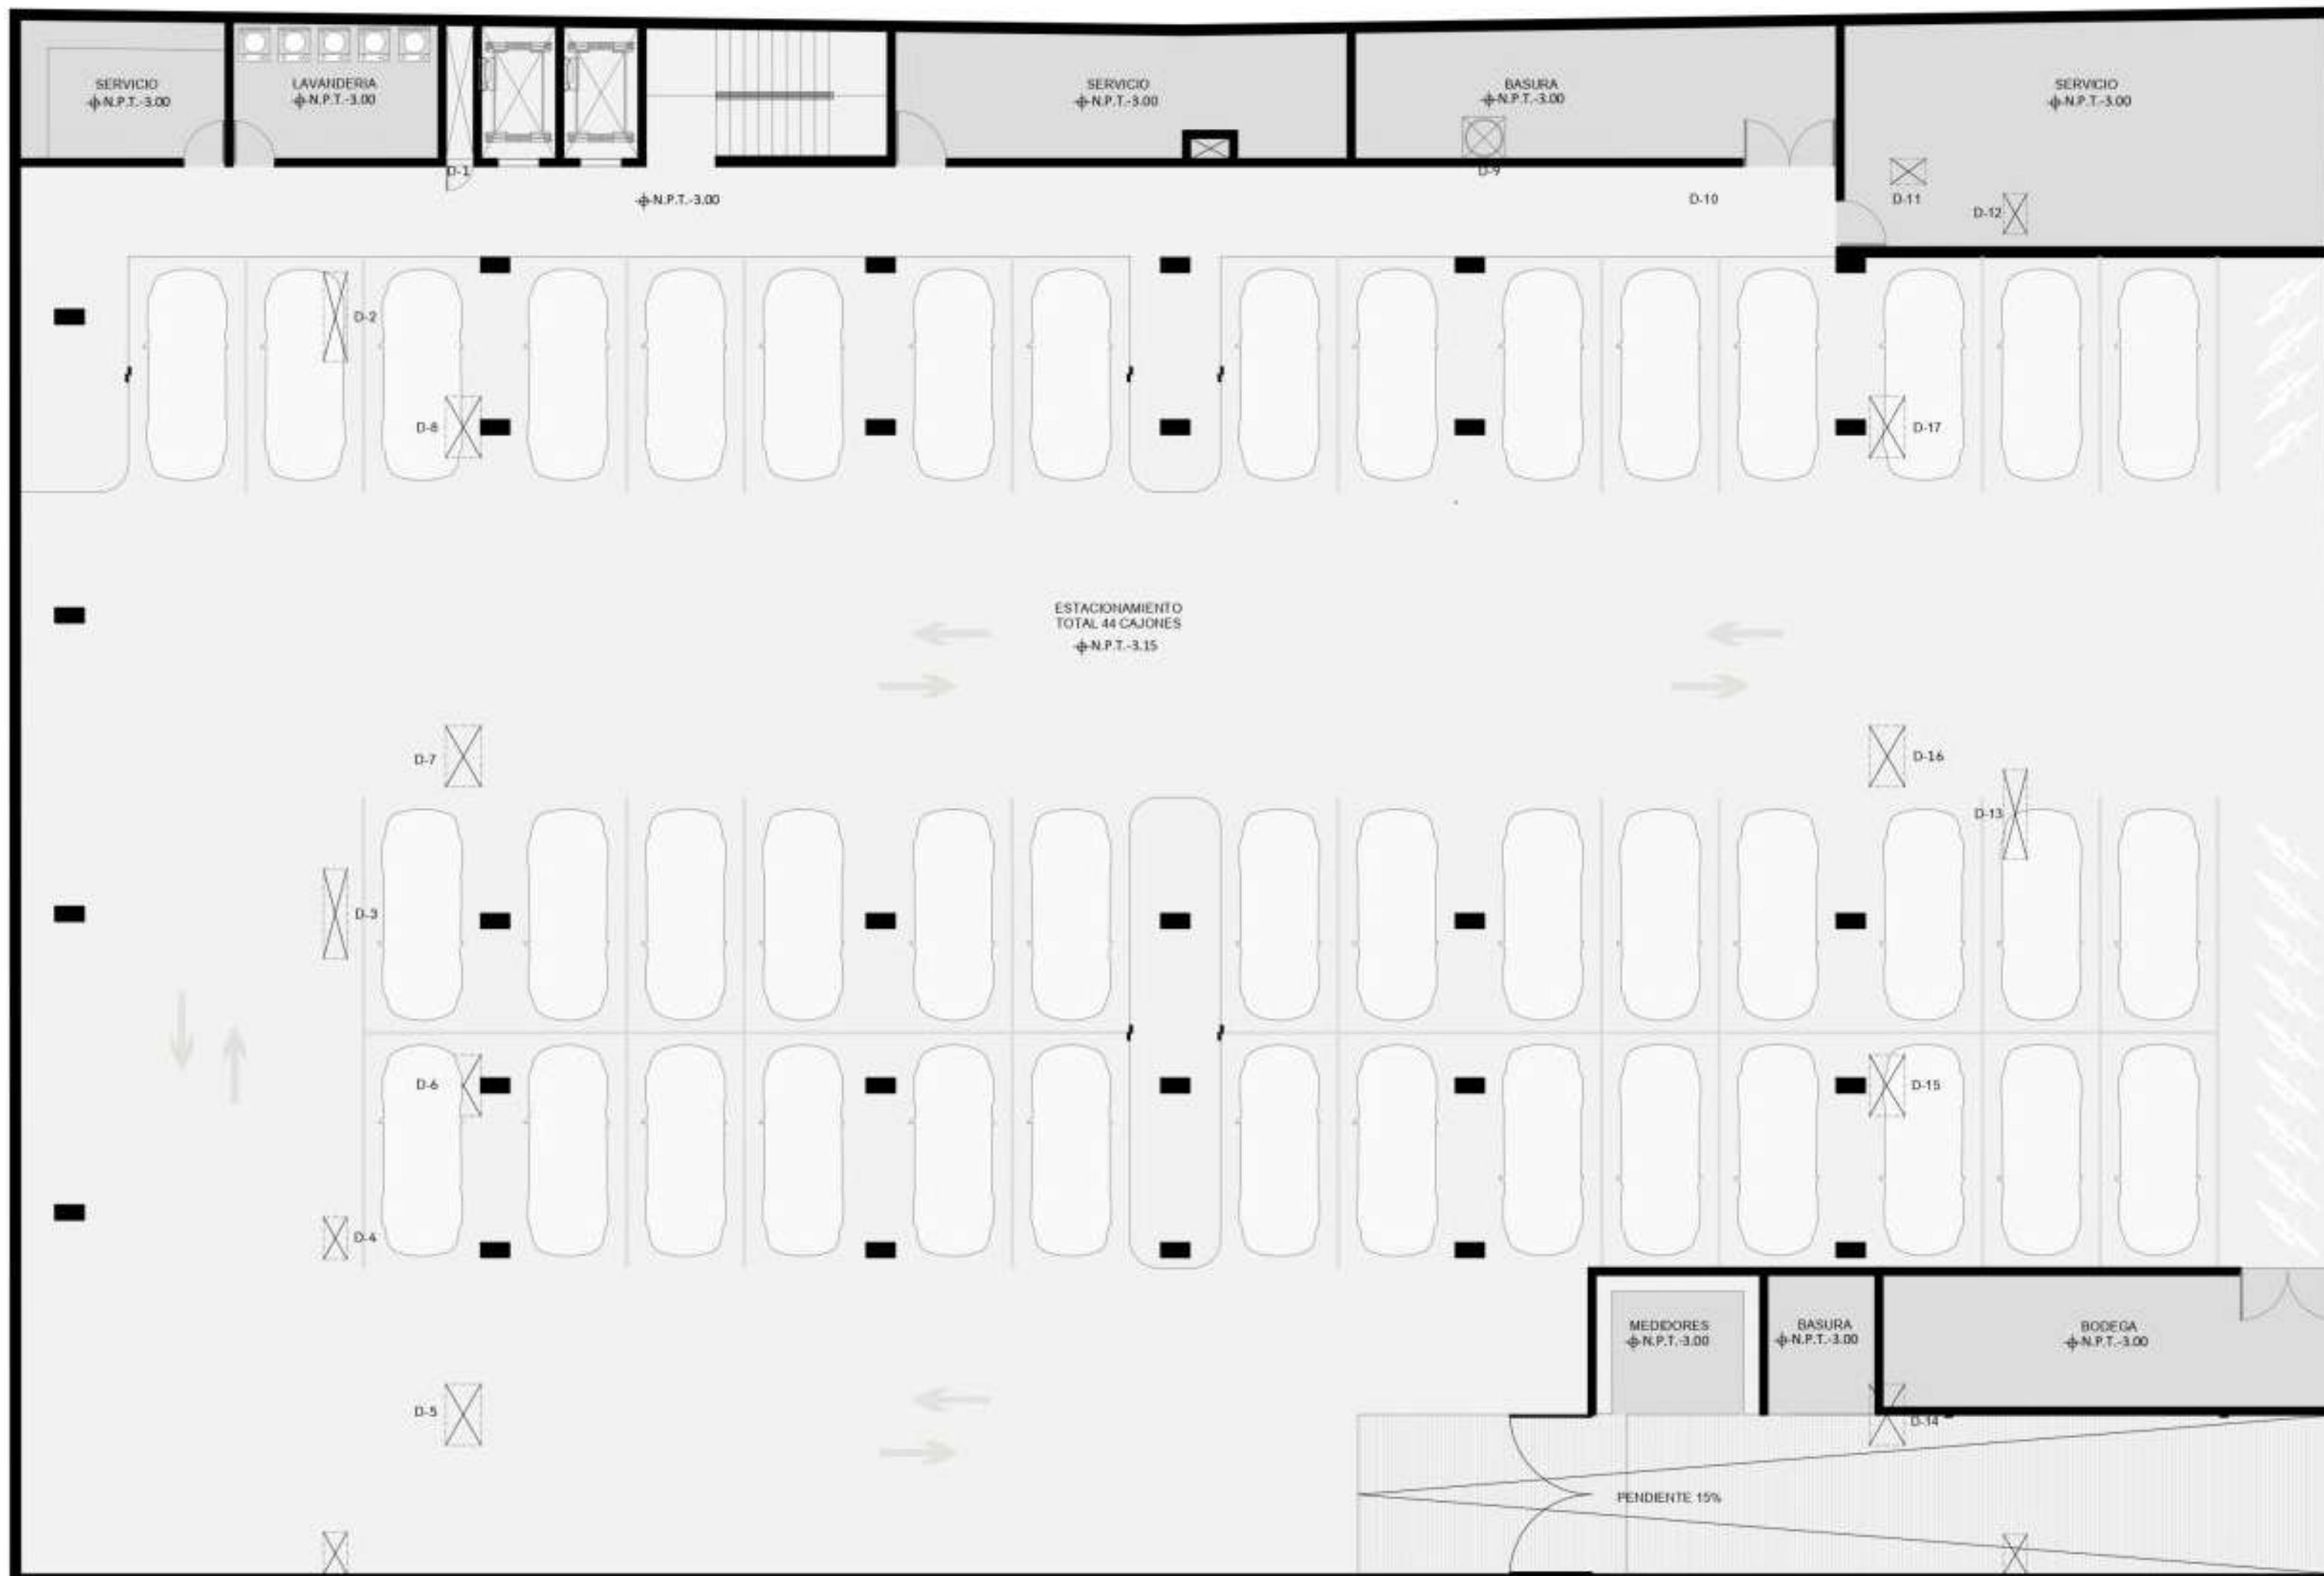 SERVICIO
N.P.T.-3.00
LAVANDERIA
N.P.T.-3.00
SERVICIO
N.P.T.-3.00
BASURA
N.P.T.-3.00
SERVICIO
N.P.T.-3.00
D-1
D-9
N.P.T.-3.00
D-10
D-11
D-12
D-2
D-8
D-17
ESTACIONAMIENTO
TOTAL 44 CAJONES
N.P.T.-3.15
D-7
D-16
D-13
D-3
D-6
D-15
D-4
MEDIDORES
N.P.T.-3.00
BASURA
N.P.T.-3.00
BODEGA
N.P.T.-3.00
D-5
D-14
PENDIENTE 15%